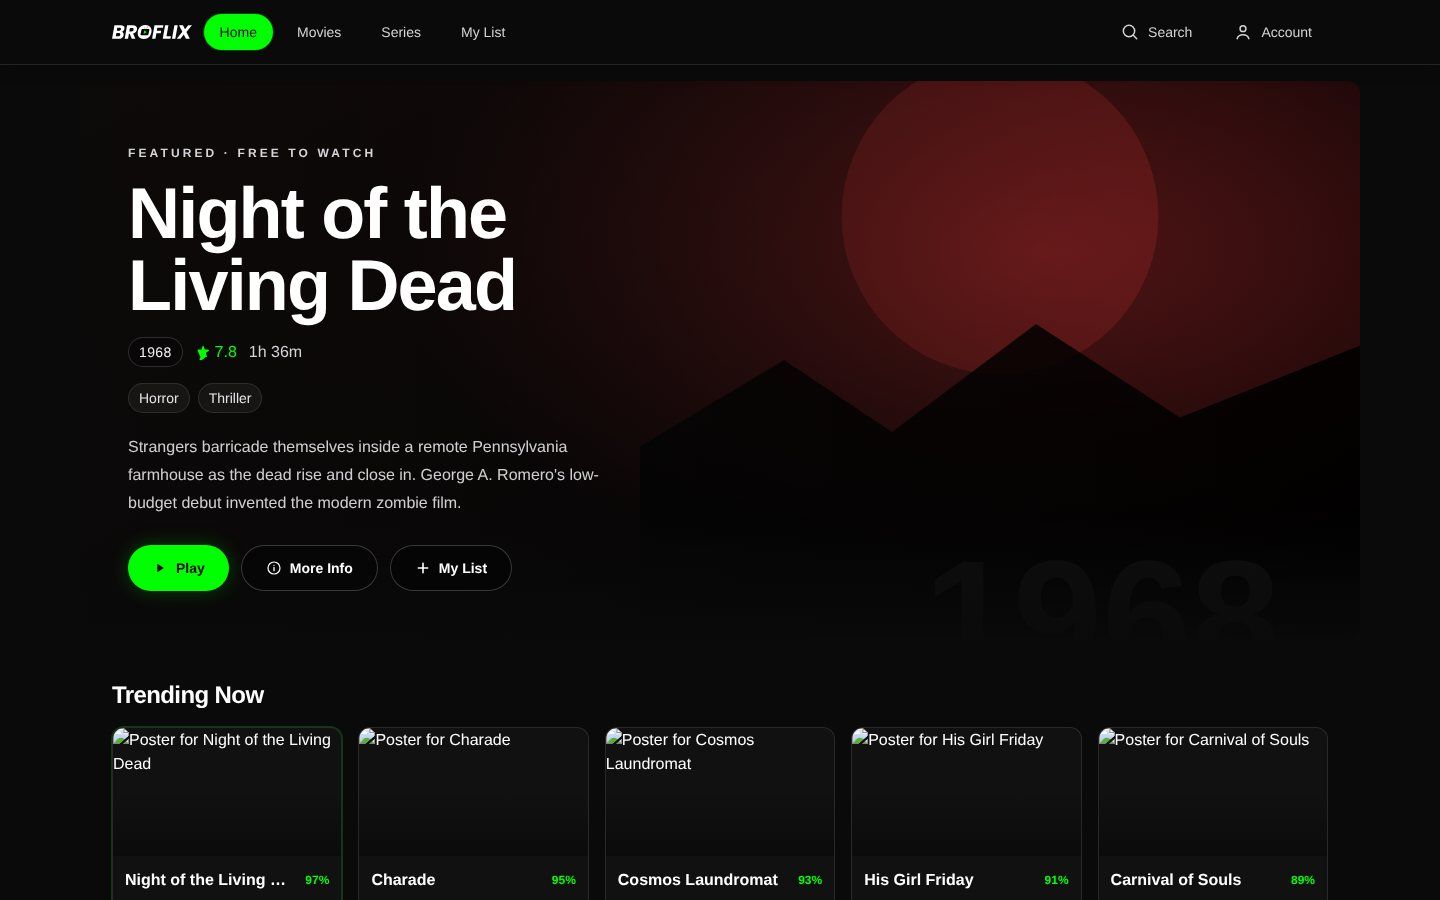 BROFLIX
Home
Movies
Series
My List
Search
Account
FEATURED · FREE TO WATCH
Night of the
Living Dead
1968
7.8
1h 36m
Horror
Thriller
Strangers barricade themselves inside a remote Pennsylvania
farmhouse as the dead rise and close in. George A. Romero's low-
budget debut invented the modern zombie film.
Play
More Info
My List
1968
Trending Now
Poster for Night of the Living
Dead
Poster for Charade
Poster for Cosmos
Laundromat
Poster for His Girl Friday
Poster for Carnival of Souls
Night of the Living ...
97%
Charade
95%
Cosmos Laundromat
93%
His Girl Friday
91%
Carnival of Souls
89%